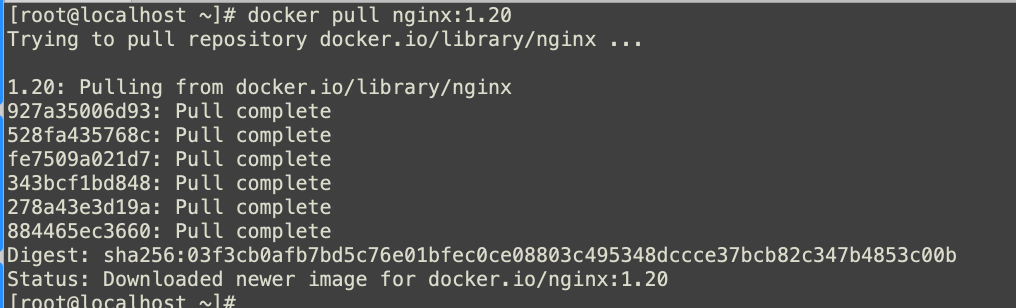 [root@localhost ~]# docker pull nginx:1.20
Trying to pull repository docker.io/library/nginx ...
1.20: Pulling from docker.io/library/nginx
927a35006d93: Pull complete
528fa435768c: Pull complete
fe7509a021d7: Pull complete
343bcf1bd848: Pull complete
278a43e3d19a: Pull complete
884465ec3660: Pull complete
Digest: sha256:03f3cb0afb7bd5c76e01bfec0ce08803c495348dccce37bcb82c347b4853c00b
Status: Downloaded newer image for docker.io/nginx:1.20
[root@localhost ~]#